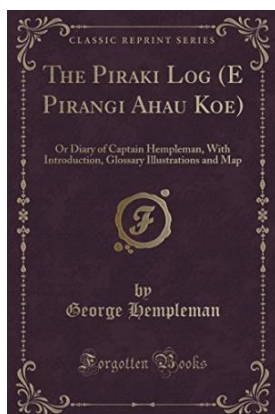 CLASSIC REPRINT SERIES
THE PIRAKI LOG (E
PIRANGI AHAU KOE)
Or Diary of Captain Hempleman, With
Introduction, Glossary Illustrations and Map
F
by
George Hempleman
Forgotten Books